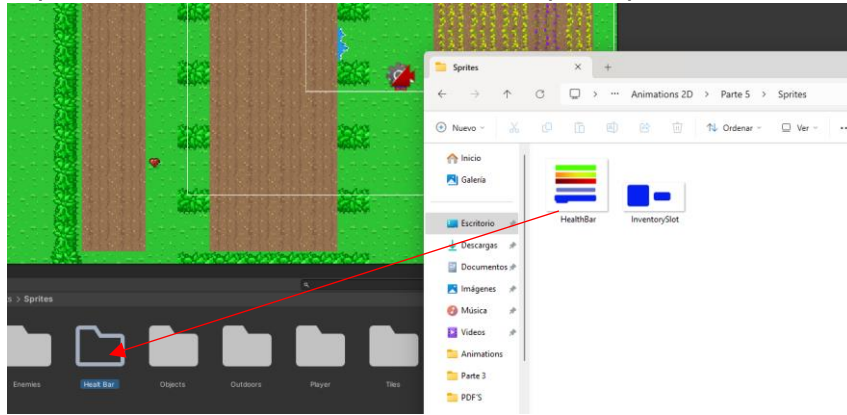 Sprites
Animations 2D > Parte 5 > Sprites
Nuevo
Ordenar
Ver
Inicio
Galería
Escritorio
Descargas
Documentos
Imágenes
Música
Videos
Animations
Parte 3
PDF'S
HealthBar
InventorySlot
s > Sprites
Enemies
Healt Bar
Objects
Outdoors
Player
Tiles